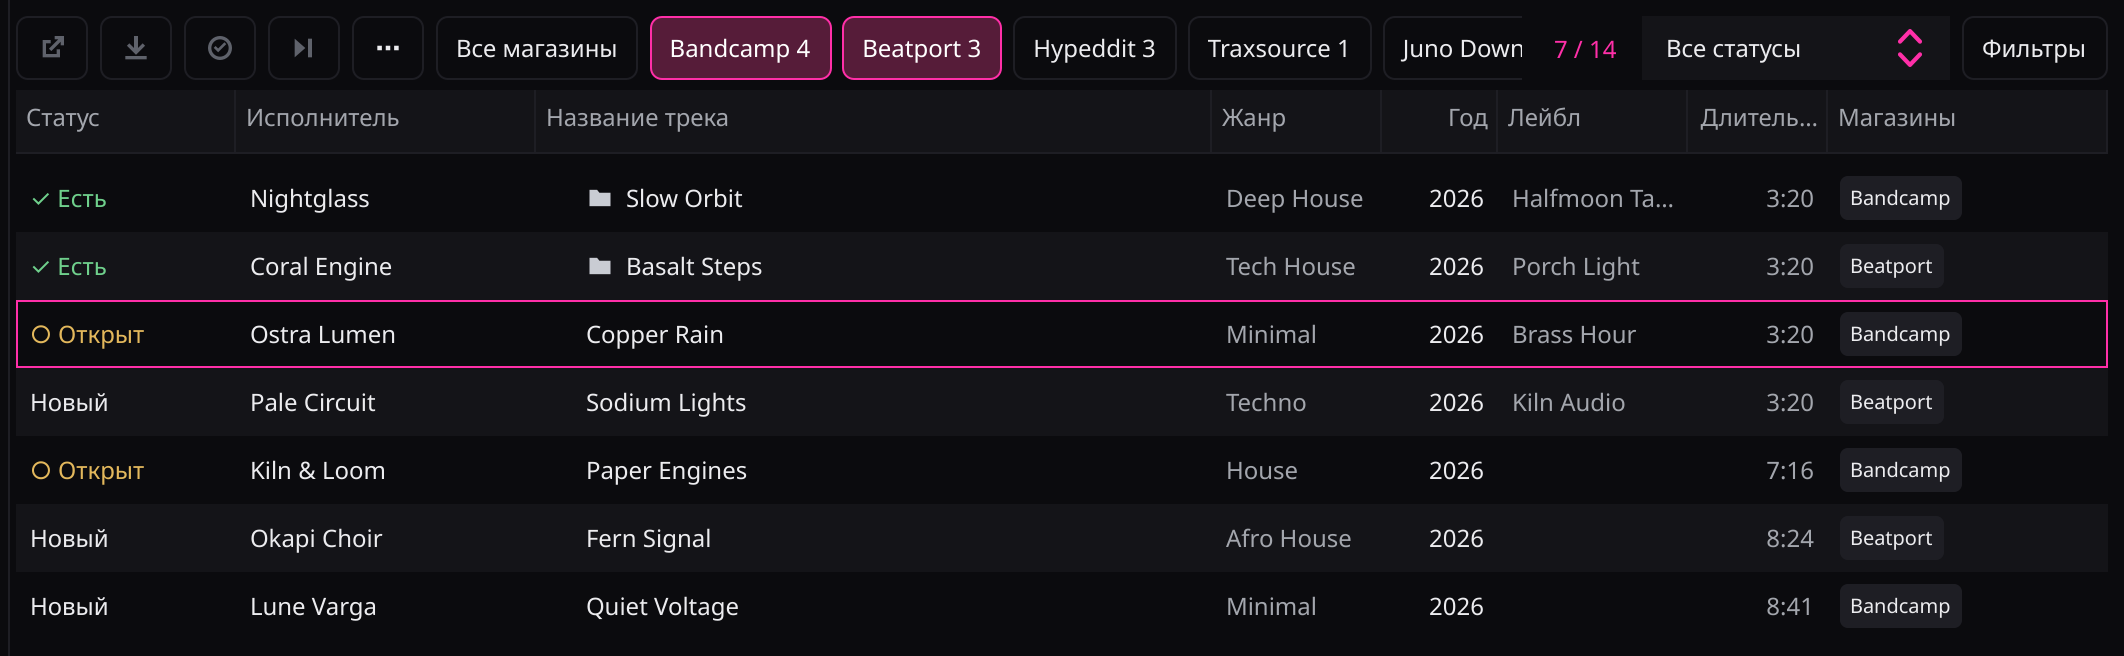 Все магазины Bandcamp 4 Beatport 3 Hypeddit 3 Traxsource 1 Juno Down 7 / 14 Все статусы Фильтры
Статус Исполнитель Название трека Жанр Год Лейбл Длитель... Магазины
Есть Nightglass Slow Orbit Deep House 2026 Halfmoon Ta... 3:20 Bandcamp
Есть Coral Engine Basalt Steps Tech House 2026 Porch Light 3:20 Beatport
Открыт Ostra Lumen Copper Rain Minimal 2026 Brass Hour 3:20 Bandcamp
Новый Pale Circuit Sodium Lights Techno 2026 Kiln Audio 3:20 Beatport
Открыт Kiln & Loom Paper Engines House 2026 7:16 Bandcamp
Новый Okapi Choir Fern Signal Afro House 2026 8:24 Beatport
Новый Lune Varga Quiet Voltage Minimal 2026 8:41 Bandcamp